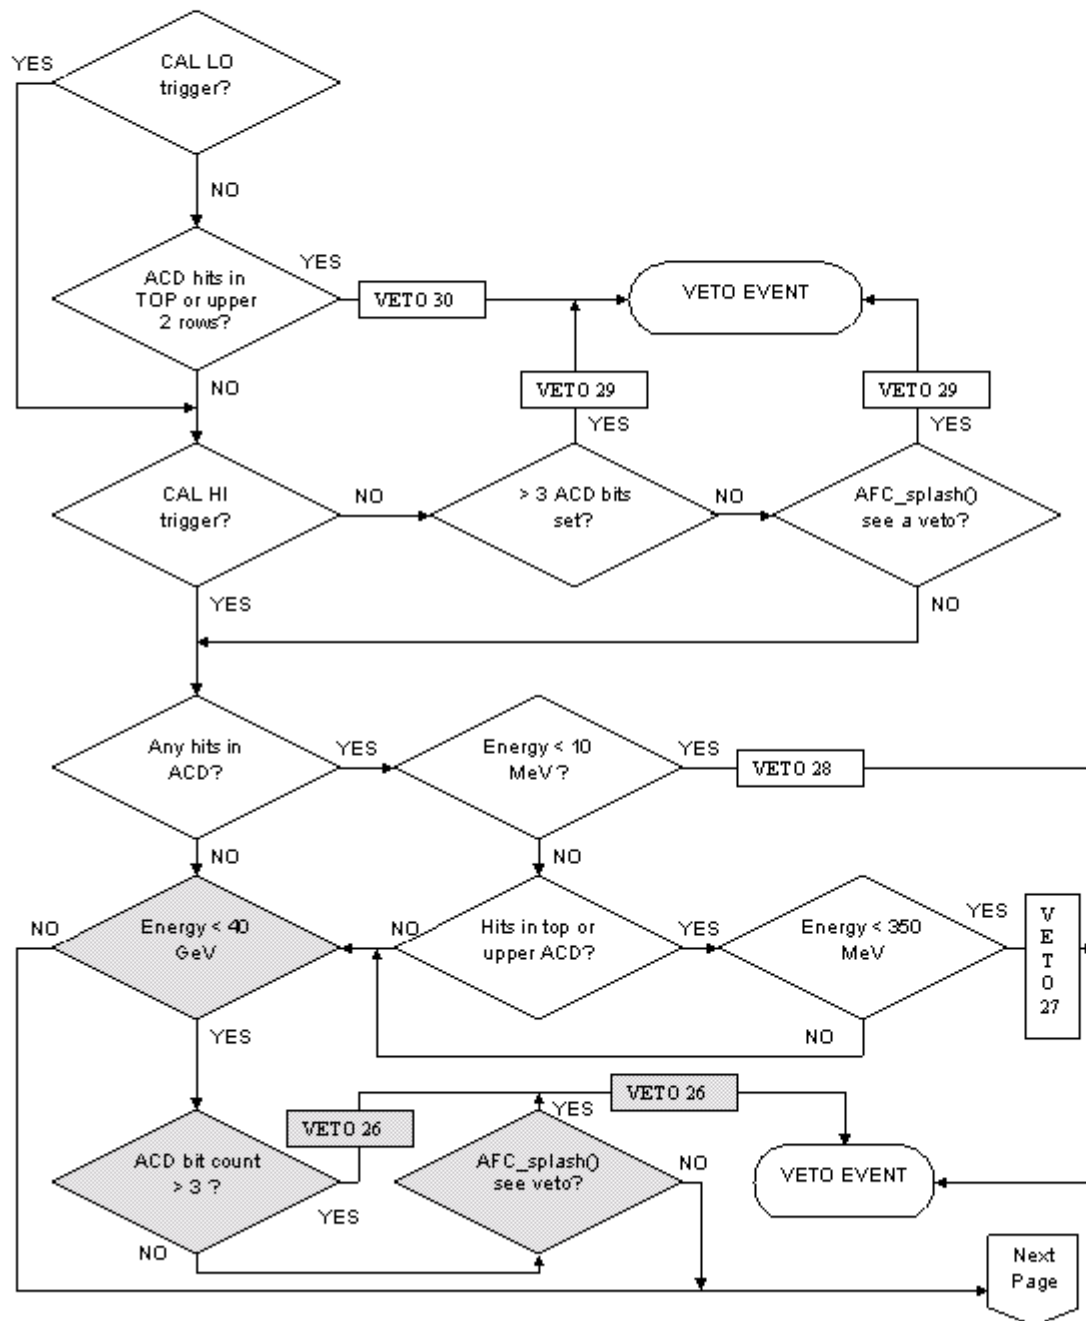 CAL LO
trigger?
YES
NO
ACD hits in
TOP or upper
2 rows?
YES
VETO 30
VETO EVENT
NO
VETO 29
VETO 29
YES
YES
CAL HI
trigger?
NO
> 3 ACD bits
set?
NO
AFC_splash()
see a veto?
YES
NO
Any hits in
ACD?
YES
Energy < 10
MeV ?
YES
VETO 28
NO
NO
NO
Energy < 40
GeV
NO
Hits in top or
upper ACD?
YES
Energy < 350
MeV
YES
V
E
T
O
27
YES
NO
VETO 26
VETO 26
YES
ACD bit count
> 3 ?
YES
AFC_splash()
see veto?
NO
VETO EVENT
NO
Next
Page